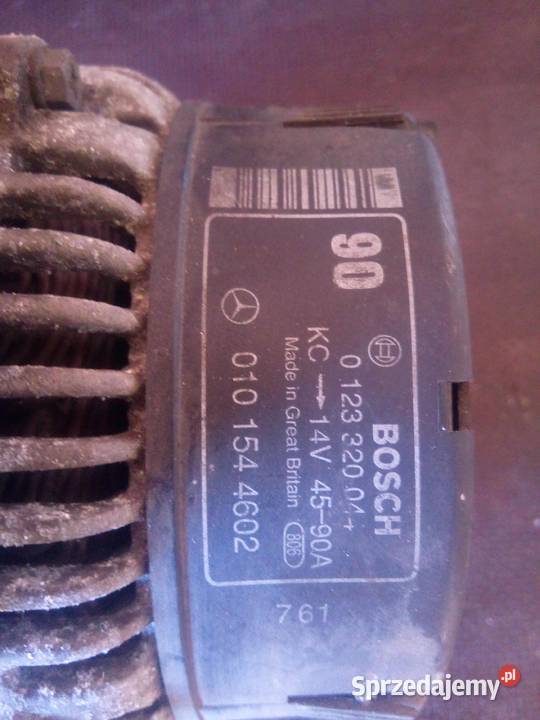 90
BOSCH
0 123 320
KC → 14V 45-90A
Made in Great Britain 806
010 154 4602
761
Sprzedajemy.pl